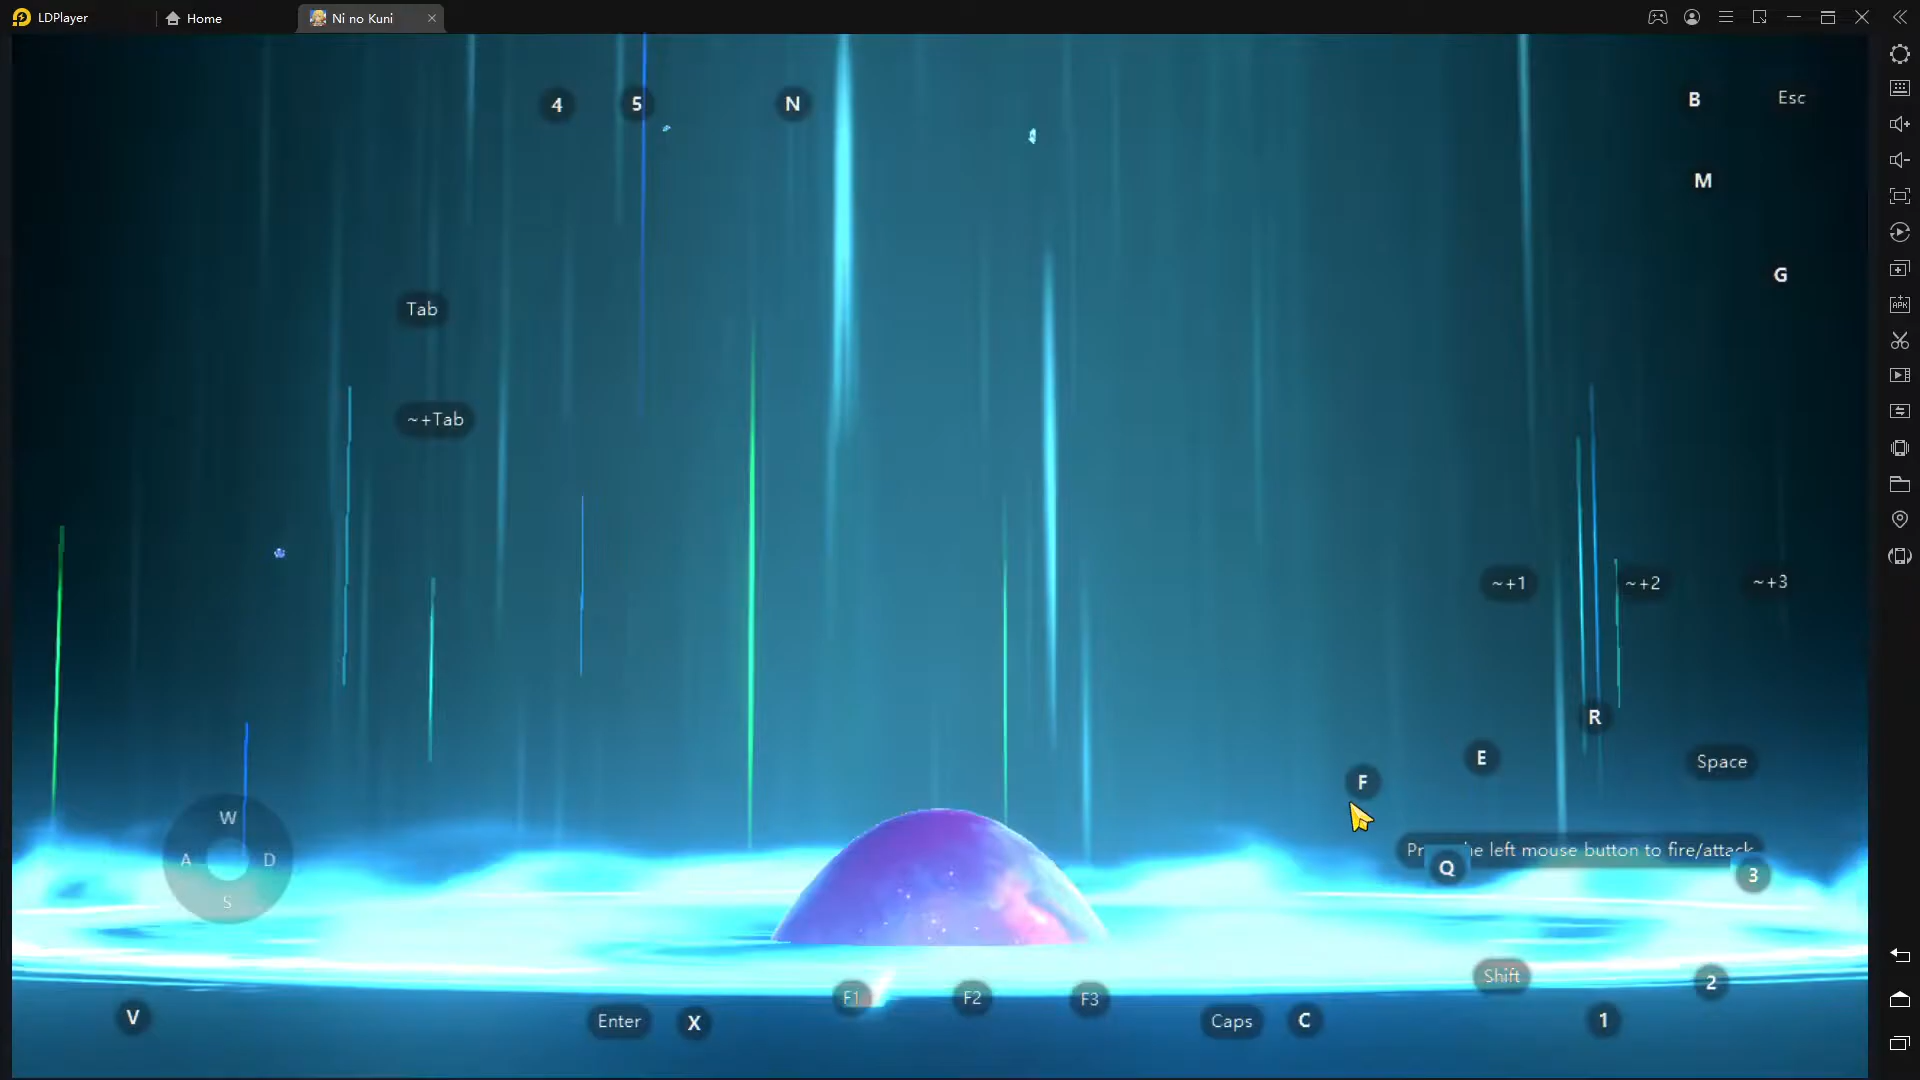 LDPlayer
Home
Ni no Kuni
4
5
N
B
Esc
M
G
Tab
~+Tab
~+1
~+2
~+3
R
E
Space
F
W
A
D
S
left mouse button to fire/attack
Q
3
Shift
2
F1
F2
F3
V
Enter
X
Caps
C
1
APK